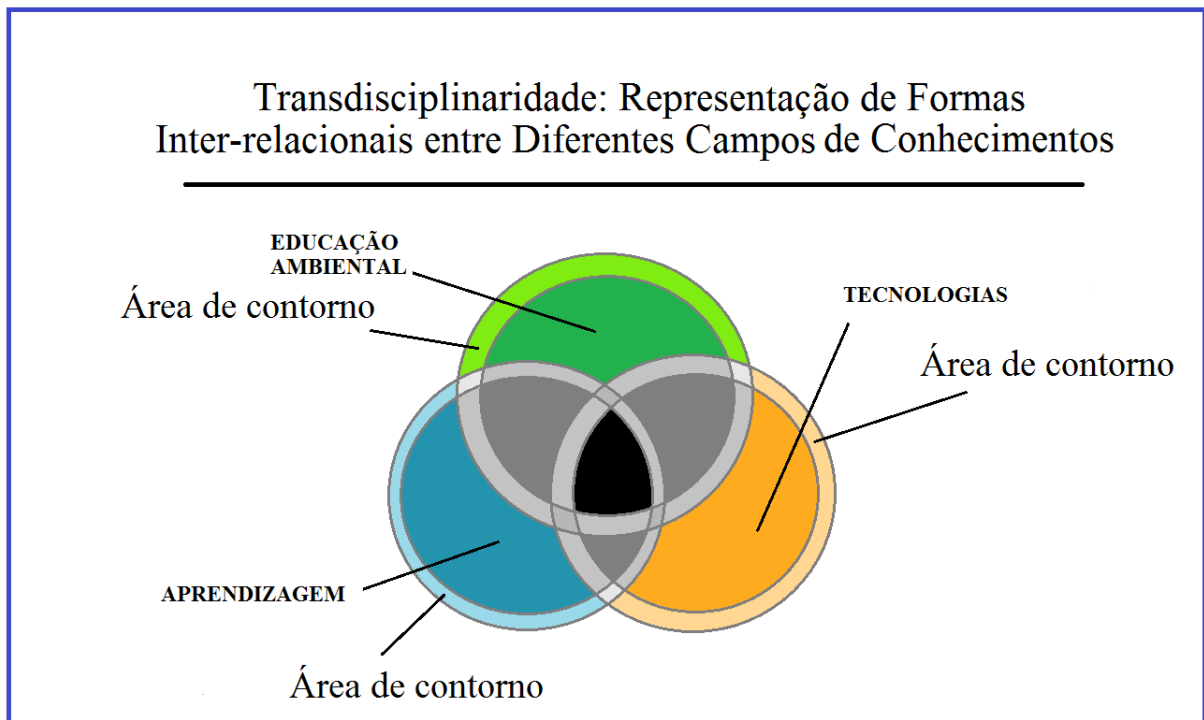 Transdisciplinaridade: Representação de Formas
Inter-relacionais entre Diferentes Campos de Conhecimentos
EDUCAÇÃO
AMBIENTAL
Área de contorno
TECNOLOGIAS
Área de contorno
APRENDIZAGEM
Área de contorno